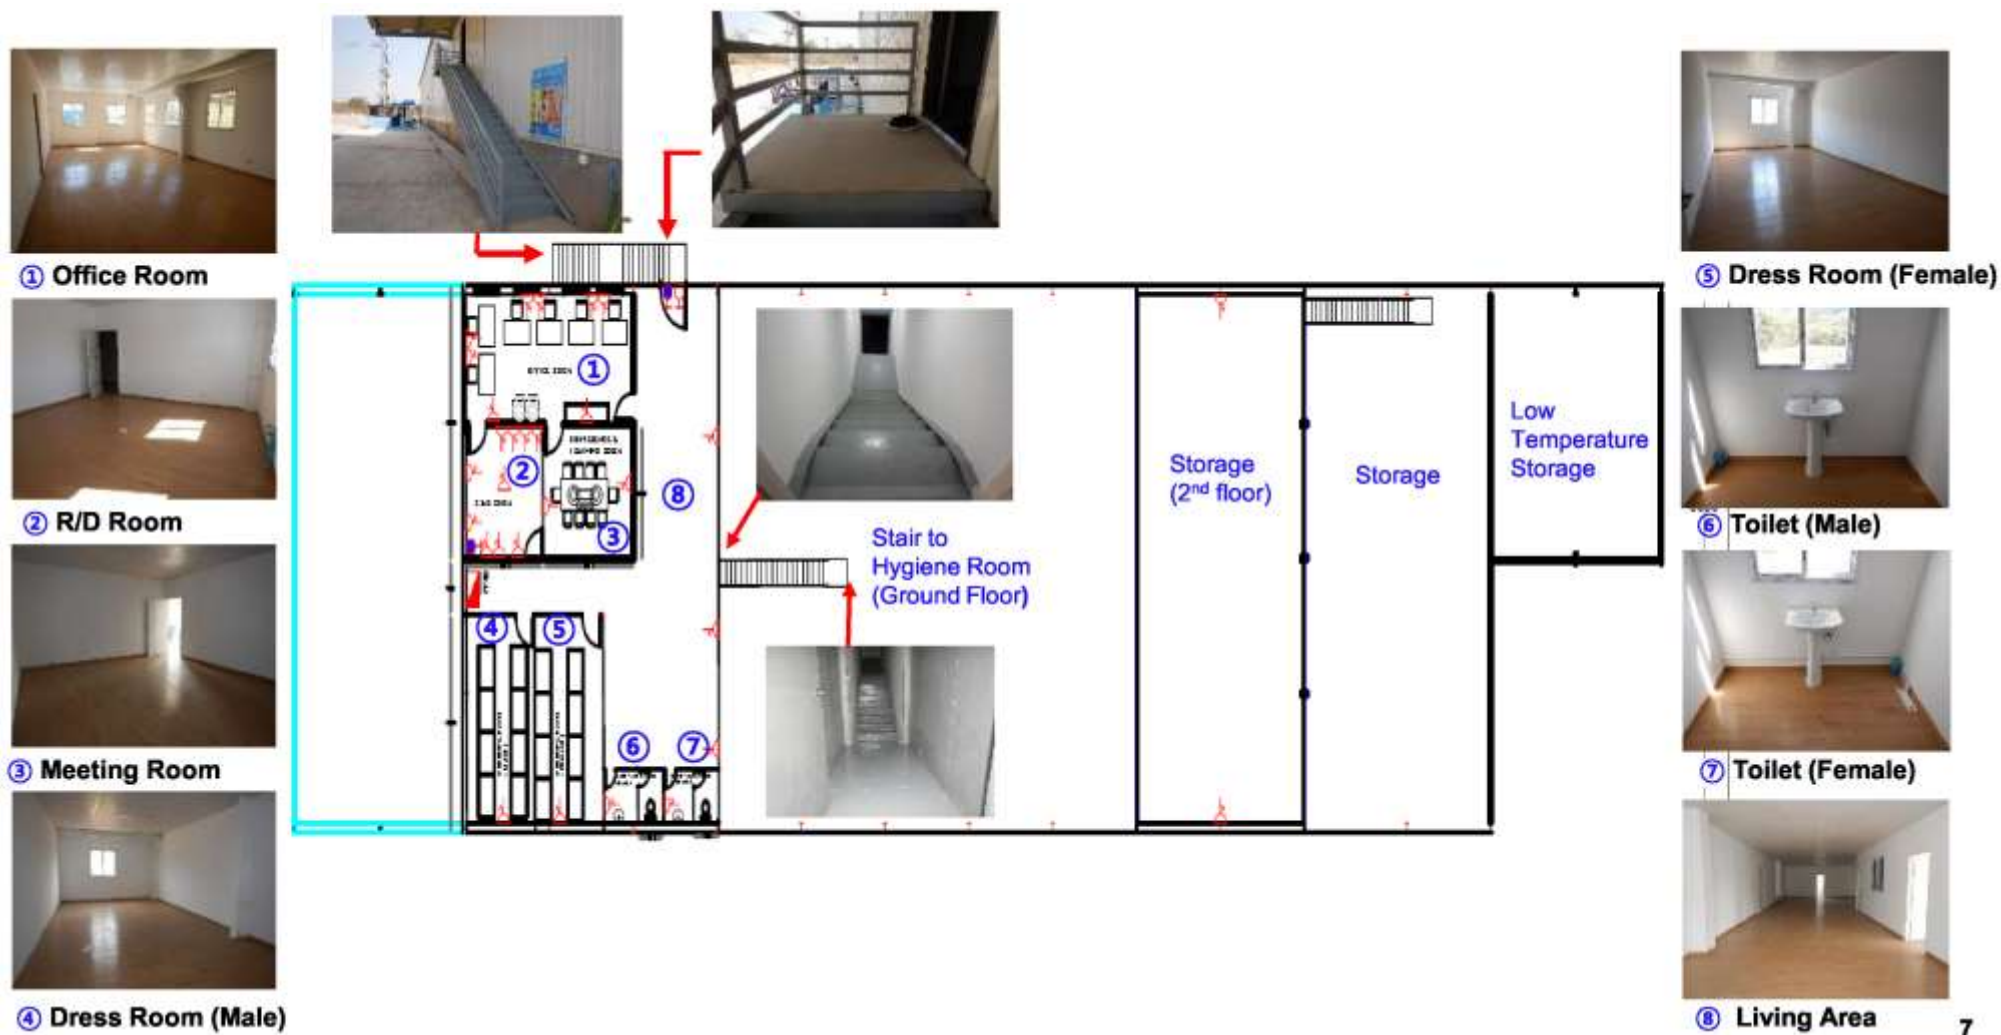 ① Office Room
② R/D Room
③ Meeting Room
④ Dress Room (Male)
①
②
③
⑧
④
⑤
⑥
⑦
Stair to
Hygiene Room
(Ground Floor)
Storage
(2nd floor)
Storage
Low
Temperature
Storage
⑤ Dress Room (Female)
⑥ Toilet (Male)
⑦ Toilet (Female)
⑧ Living Area
7